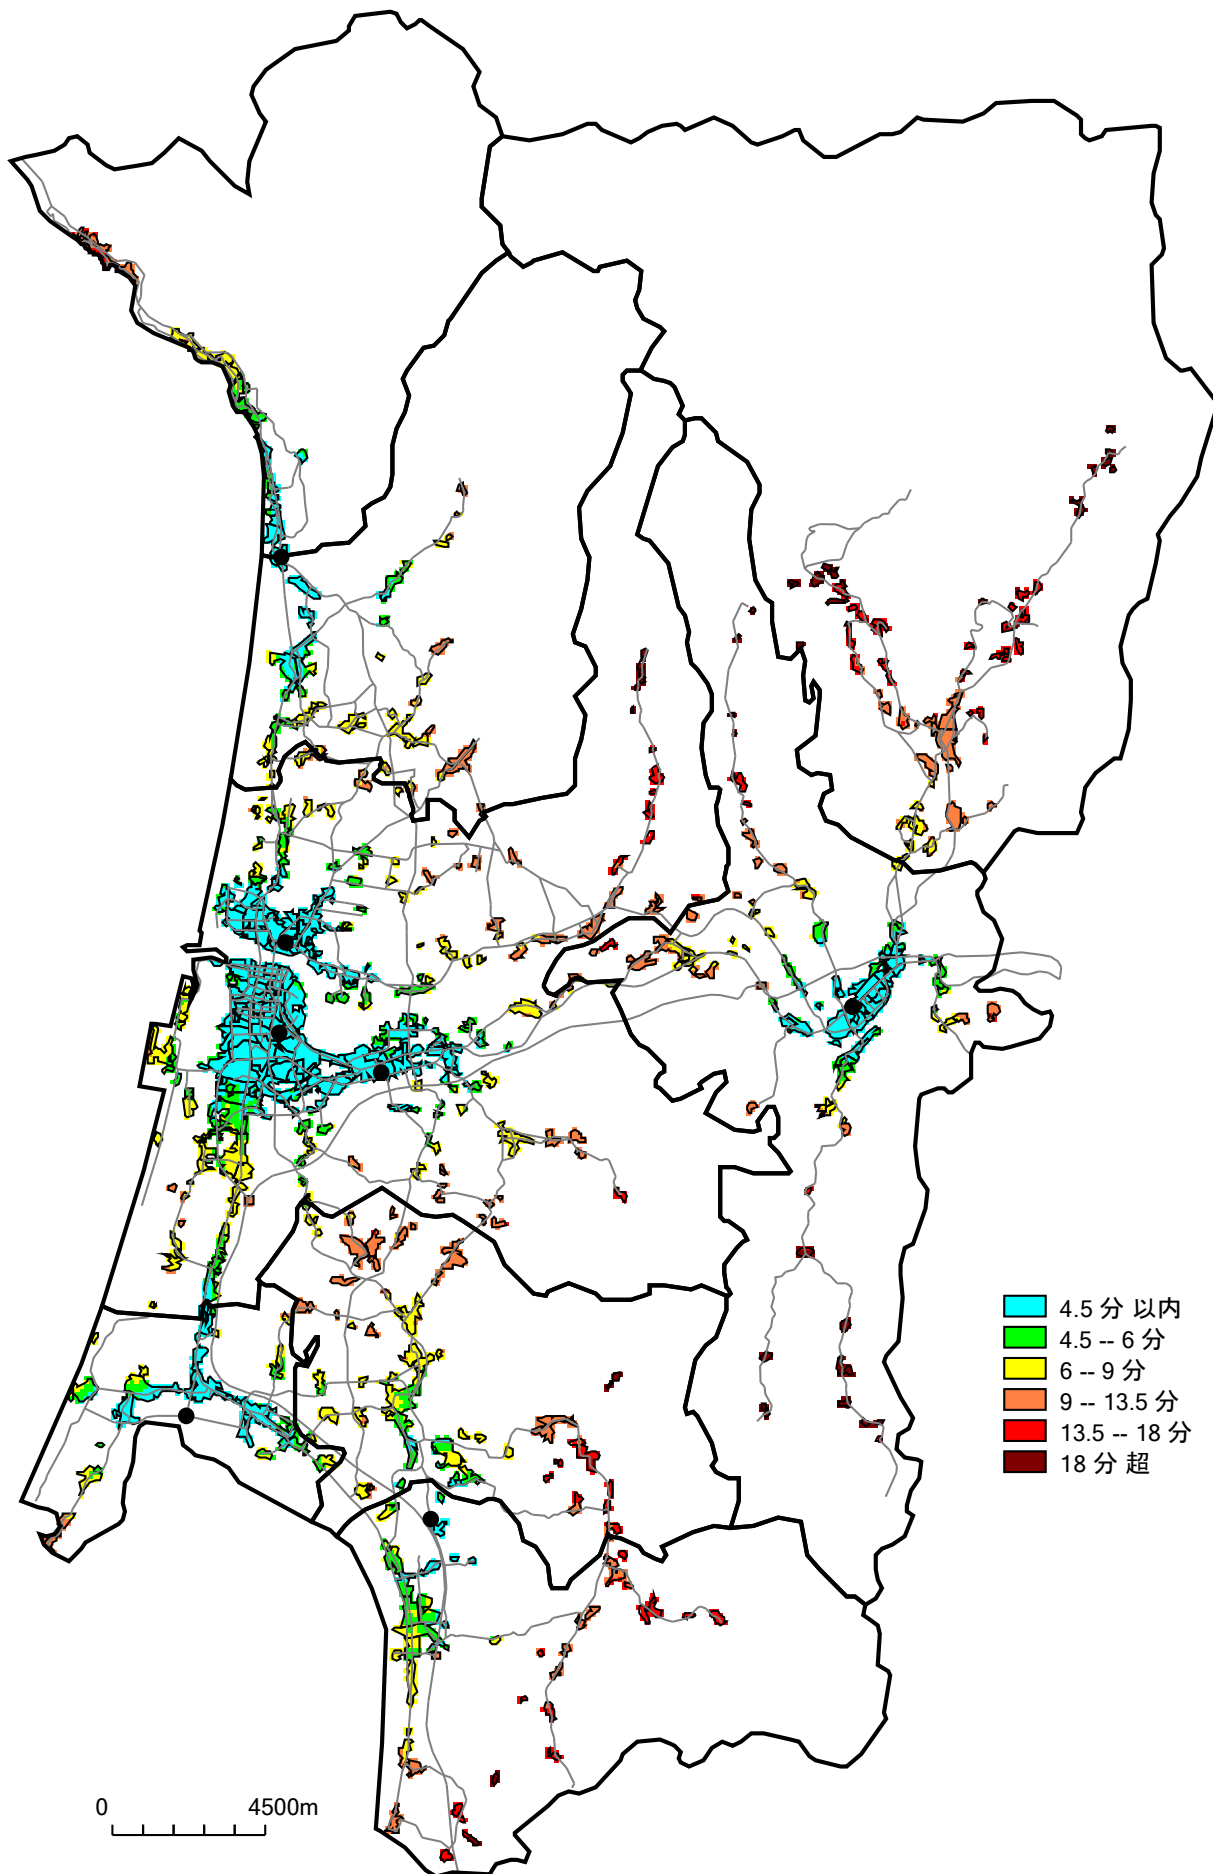 4.5 分 以内
4.5 -- 6 分
6 -- 9 分
9 -- 13.5 分
13.5 -- 18 分
18 分 超
0 4500m